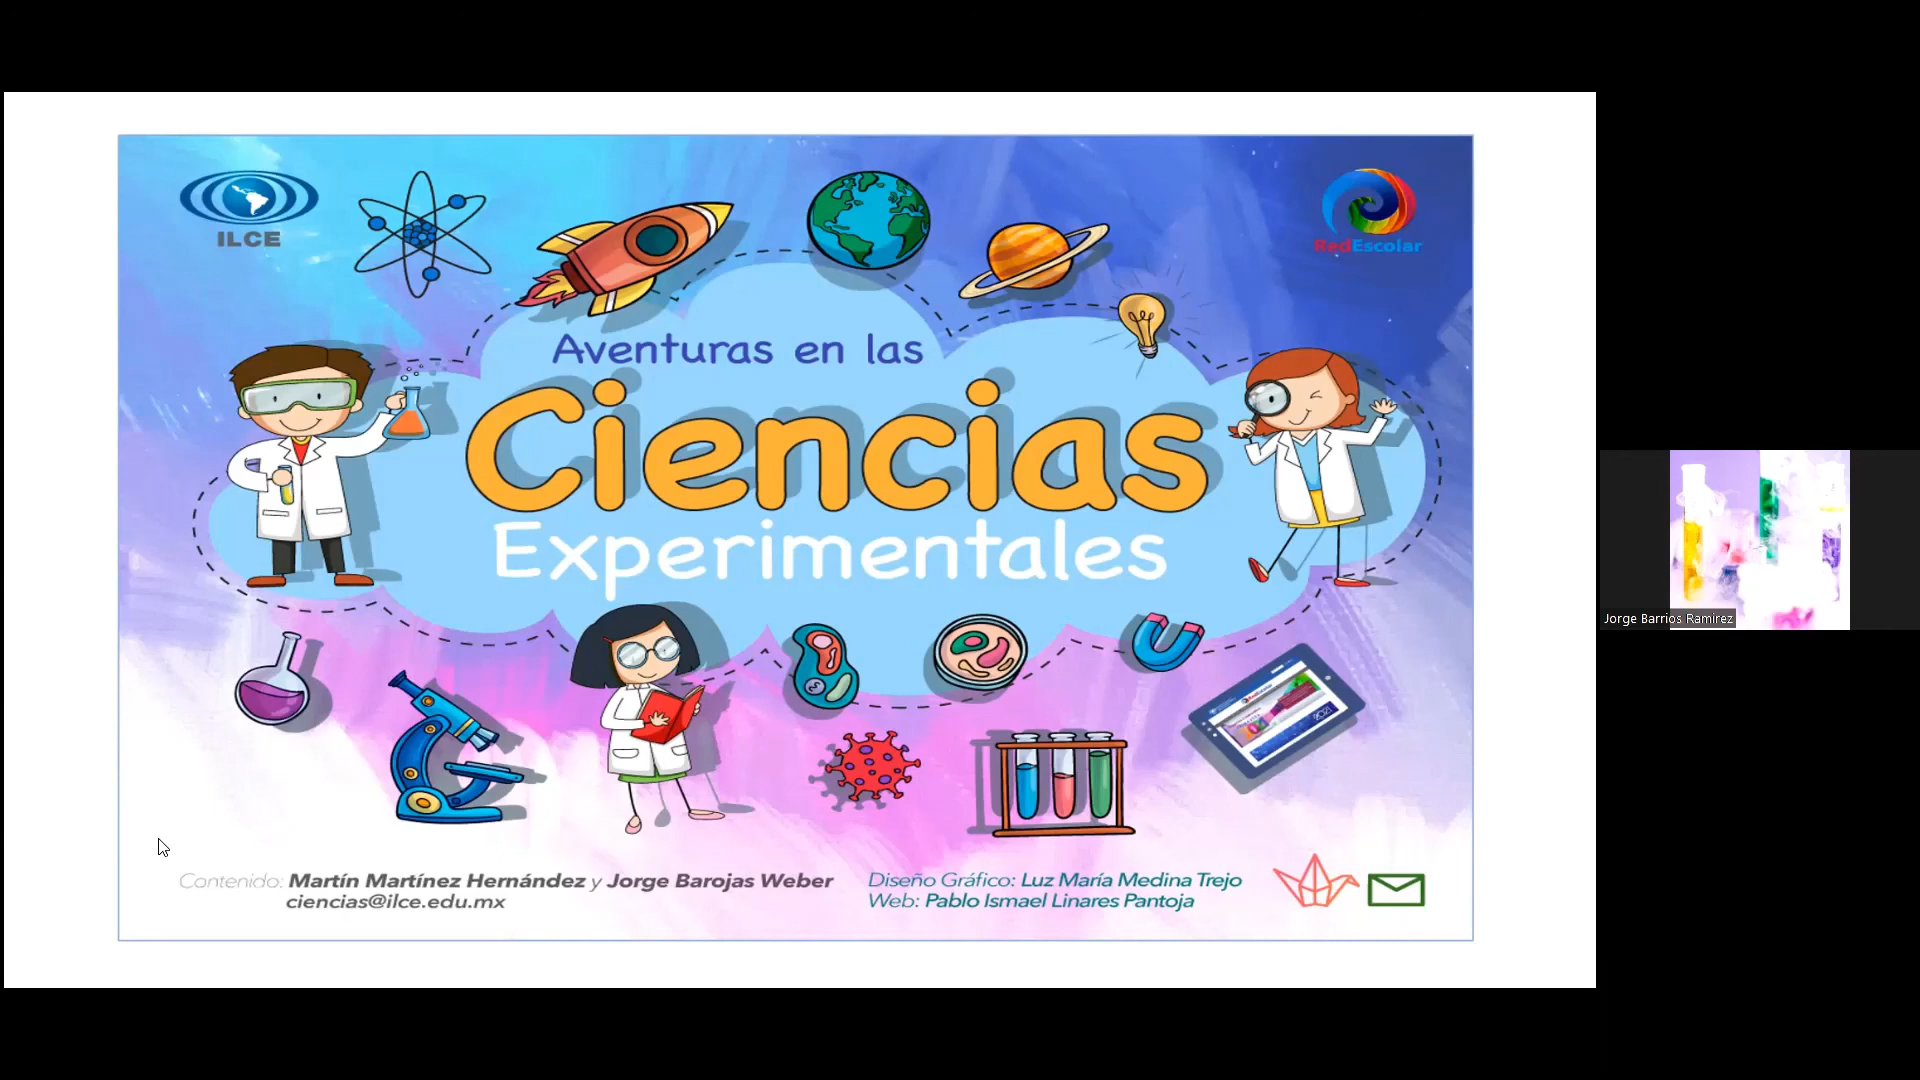 ILCE
RedEscolar
Aventuras en las
Ciencias
Experimentales
Contenido: Martín Martínez Hernández y Jorge Barojas Weber
ciencias@ilce.edu.mx
Diseño Gráfico: Luz María Medina Trejo
Web: Pablo Ismael Linares Pantoja
Jorge Barrios Ramirez